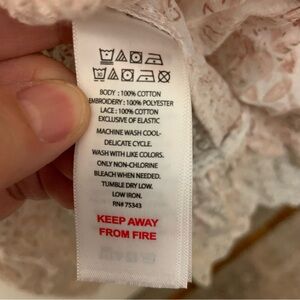 BODY : 100% COTTON
EMBROIDERY : 100% POLYESTER
LACE : 100% COTTON
EXCLUSIVE OF ELASTIC
MACHINE WASH COOL-
DELICATE CYCLE.
WASH WITH LIKE COLORS.
ONLY NON-CHLORINE
BLEACH WHEN NEEDED.
TUMBLE DRY LOW.
LOW IRON.
RN# 75343
KEEP AWAY
FROM FIRE